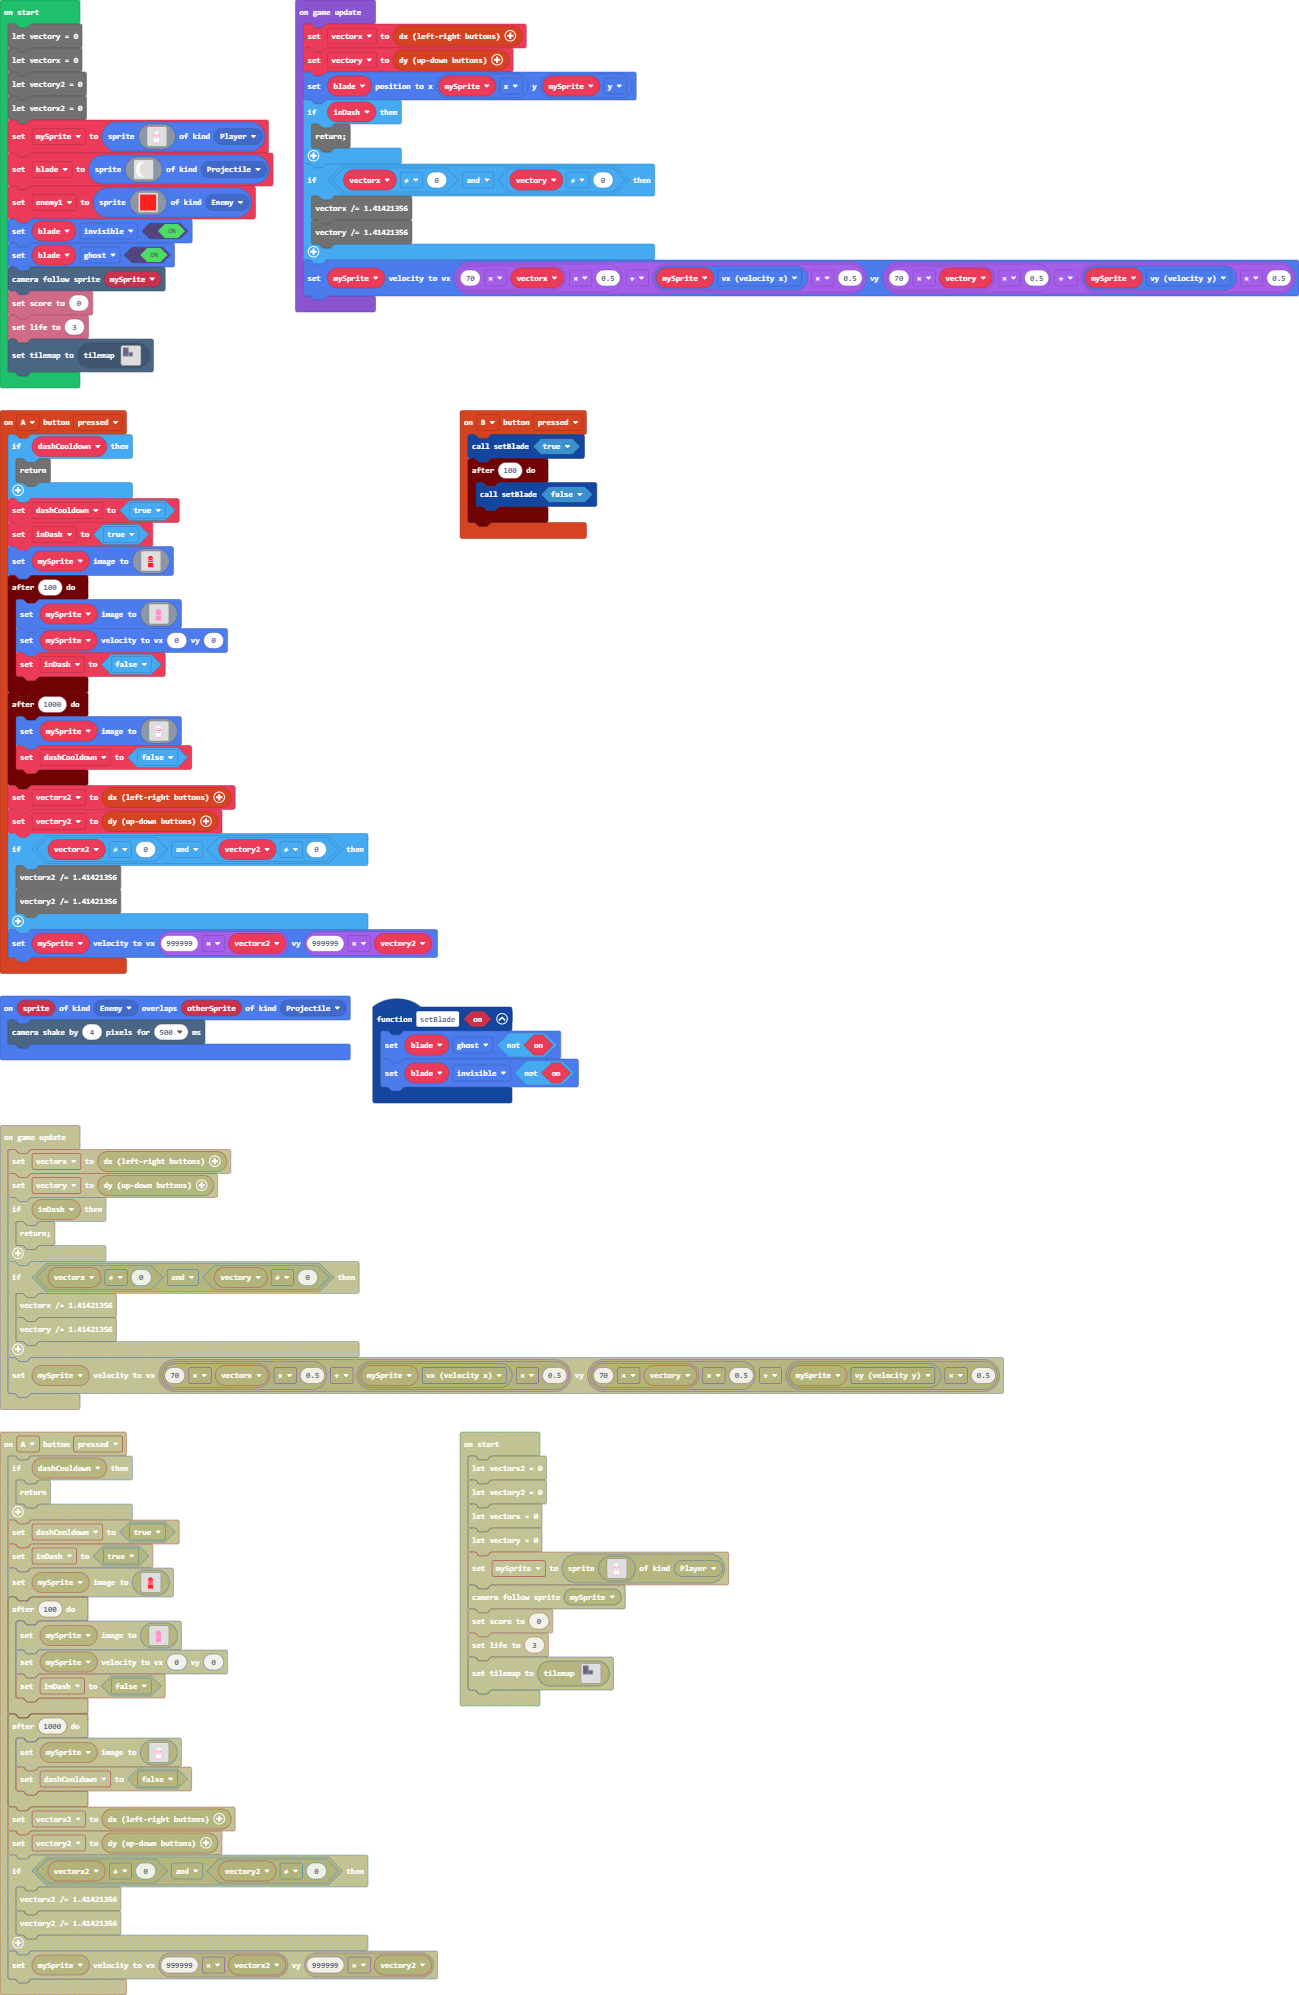 on start
let vectory = 0
let vectorx = 0
let vectory2 = 0
let vectorx2 = 0
set mySprite to sprite of kind Player
set blade to sprite of kind Projectile
set enemy1 to sprite of kind Enemy
set blade invisible ON
set blade ghost ON
camera follow sprite mySprite
set score to 0
set life to 3
set tilemap to tilemap
on game update
set vectorx to dx (left-right buttons)
set vectory to dy (up-down buttons)
set blade position to x mySprite x y mySprite y
if inDash then
return;
if vectorx ≠ 0 and vectory ≠ 0 then
vectorx /= 1.41421356
vectory /= 1.41421356
set mySprite velocity to vx 70 × vectorx × 0.5 + mySprite vx (velocity x) × 0.5 vy 70 × vectory × 0.5 + mySprite vy (velocity y) × 0.5
on A button pressed
if dashCooldown then
return
set dashCooldown to true
set inDash to true
set mySprite image to
after 100 do
set mySprite image to
set mySprite velocity to vx 0 vy 0
set inDash to false
after 1000 do
set mySprite image to
set dashCooldown to false
set vectorx2 to dx (left-right buttons)
set vectory2 to dy (up-down buttons)
if vectorx2 ≠ 0 and vectory2 ≠ 0 then
vectorx2 /= 1.41421356
vectory2 /= 1.41421356
set mySprite velocity to vx 999999 × vectorx2 vy 999999 × vectory2
on B button pressed
call setBlade true
after 100 do
call setBlade false
on sprite of kind Enemy overlaps otherSprite of kind Projectile
camera shake by 4 pixels for 500 ms
function setBlade on
set blade ghost not on
set blade invisible not on
on game update
set vectorx to dx (left-right buttons)
set vectory to dy (up-down buttons)
if inDash then
return;
if vectorx ≠ 0 and vectory ≠ 0 then
vectorx /= 1.41421356
vectory /= 1.41421356
set mySprite velocity to vx 70 × vectorx × 0.5 + mySprite vx (velocity x) × 0.5 vy 70 × vectory × 0.5 + mySprite vy (velocity y) × 0.5
on A button pressed
if dashCooldown then
return
set dashCooldown to true
set inDash to true
set mySprite image to
after 100 do
set mySprite image to
set mySprite velocity to vx 0 vy 0
set inDash to false
after 1000 do
set mySprite image to
set dashCooldown to false
set vectorx2 to dx (left-right buttons)
set vectory2 to dy (up-down buttons)
if vectorx2 ≠ 0 and vectory2 ≠ 0 then
vectorx2 /= 1.41421356
vectory2 /= 1.41421356
set mySprite velocity to vx 999999 × vectorx2 vy 999999 × vectory2
on start
let vectorx2 = 0
let vectory2 = 0
let vectorx = 0
let vectory = 0
set mySprite to sprite of kind Player
camera follow sprite mySprite
set score to 0
set life to 3
set tilemap to tilemap